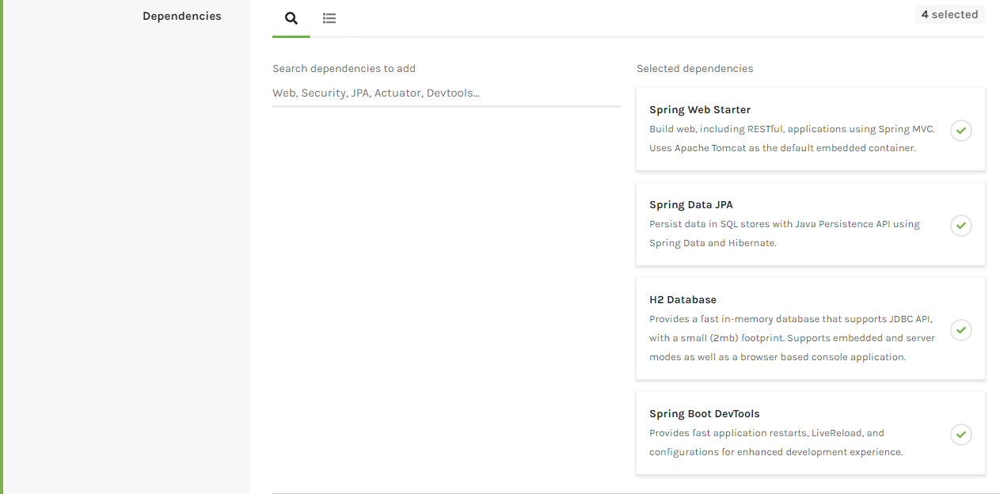 Dependencies
4 selected
Search dependencies to add
Web, Security, JPA, Actuator, Devtools...
Selected dependencies
Spring Web Starter
Build web, including RESTful, applications using Spring MVC.
Uses Apache Tomcat as the default embedded container.
Spring Data JPA
Persist data in SQL stores with Java Persistence API using
Spring Data and Hibernate.
H2 Database
Provides a fast in-memory database that supports JDBC API,
with a small (2mb) footprint. Supports embedded and server
modes as well as a browser based console application.
Spring Boot DevTools
Provides fast application restarts, LiveReload, and
configurations for enhanced development experience.